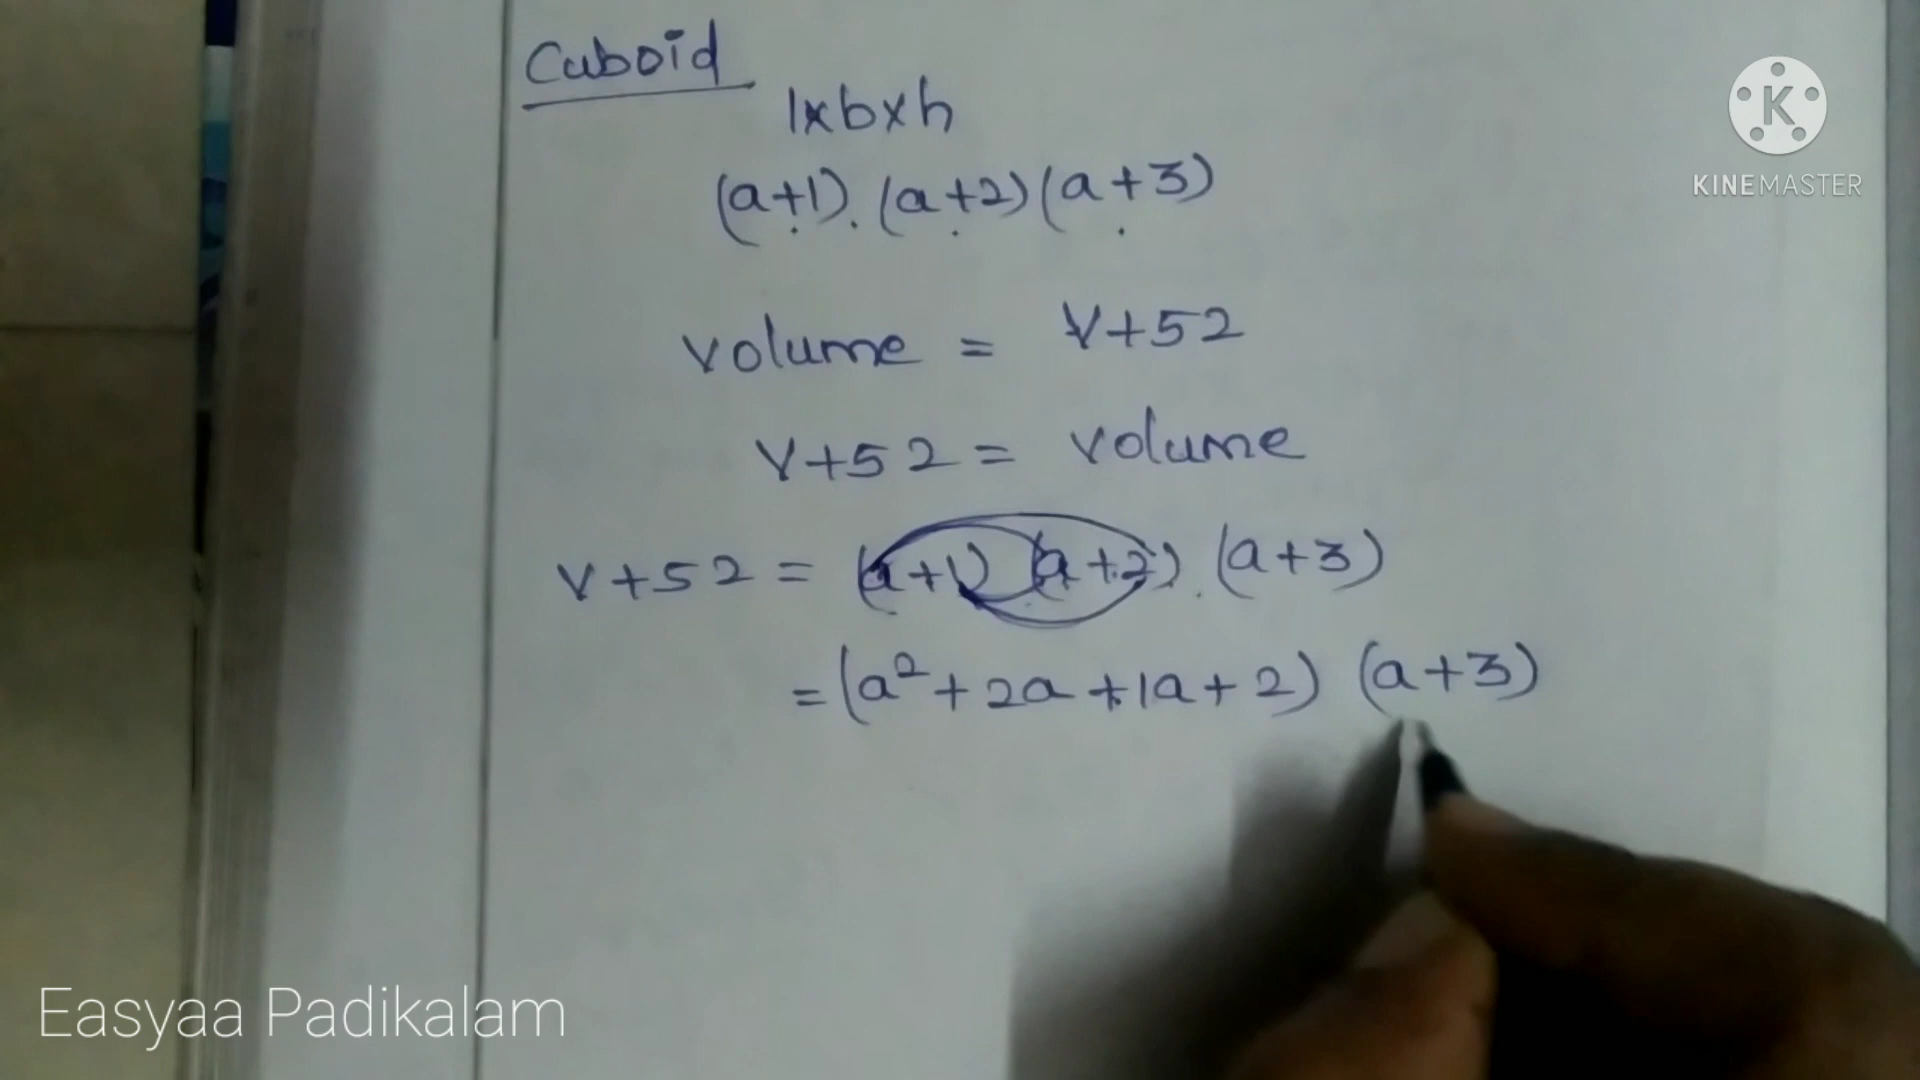 Cuboid
l×b×h
(a+1).(a+2)(a+3)
volume = V+52
V+52 = volume
V+52 = (a+1)(a+2).(a+3)
=(a²+2a+1a+2) (a+3)
K
KINEMASTER
Easyaa Padikalam